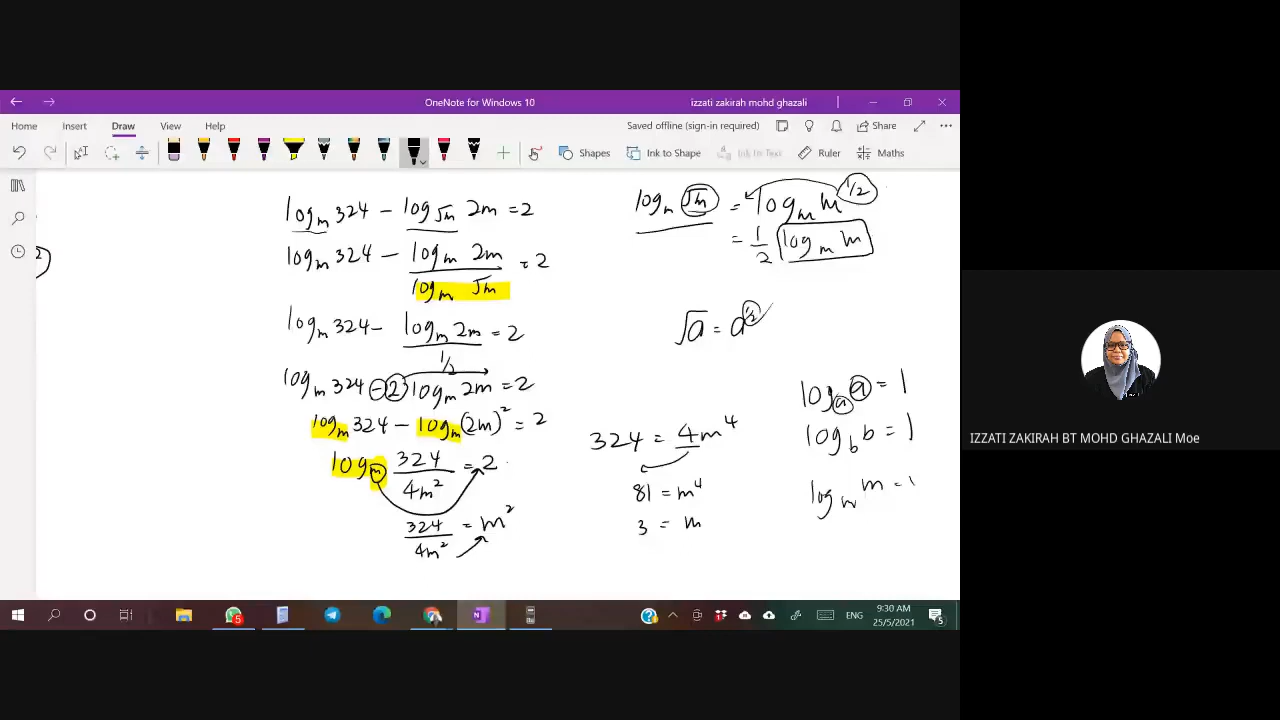 OneNote for Windows 10
izzati zakirah mohd ghazali
Home Insert Draw View Help
Saved offline (sign-in required)
Share
Shapes
Ink to Shape
Ink to Text
Ruler
Maths
log_m 324 − log_√m 2m = 2
log_m 324 − (log_m 2m)/(log_m √m) = 2
log_m 324 − (log_m 2m)/(1/2) = 2
log_m 324 − 2 log_m 2m = 2
log_m 324 − log_m (2m)² = 2
log_m 324/4m² = 2
324/4m² = m²
log_m √m = log_m m^1/2
= 1/2 log_m m
√a = a^1/2
324 = 4m⁴
81 = m⁴
3 = m
log_a a = 1
log_b b = 1
log_m m = 1
IZZATI ZAKIRAH BT MOHD GHAZALI Moe
5
ENG
9:30 AM
25/5/2021
5